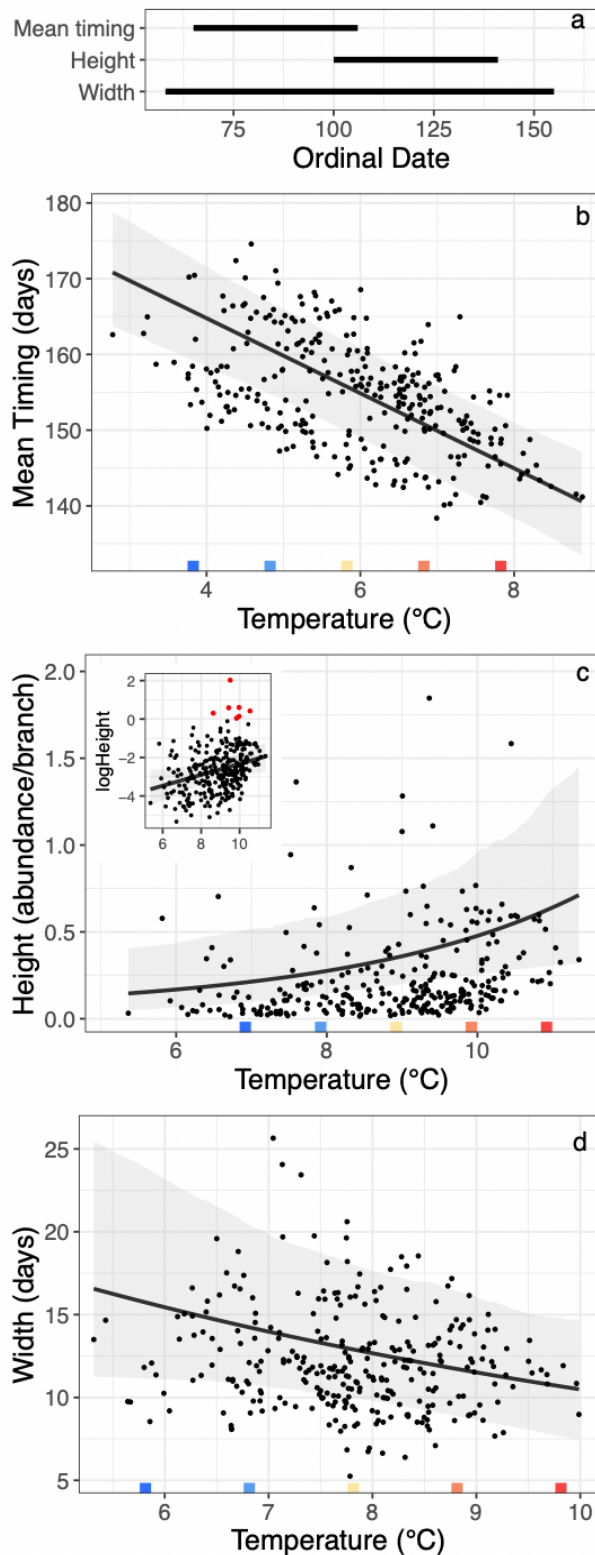 a
Mean timing
Height
Width
75 100 125 150
Ordinal Date
b
180
170
160
150
140
Mean Timing (days)
4 6 8
Temperature (°C)
c
2.0
1.5
1.0
0.5
0.0
Height (abundance/branch)
2
0
−2
−4
logHeight
6 8 10
6 8 10
Temperature (°C)
d
25
20
15
10
5
Width (days)
6 7 8 9 10
Temperature (°C)